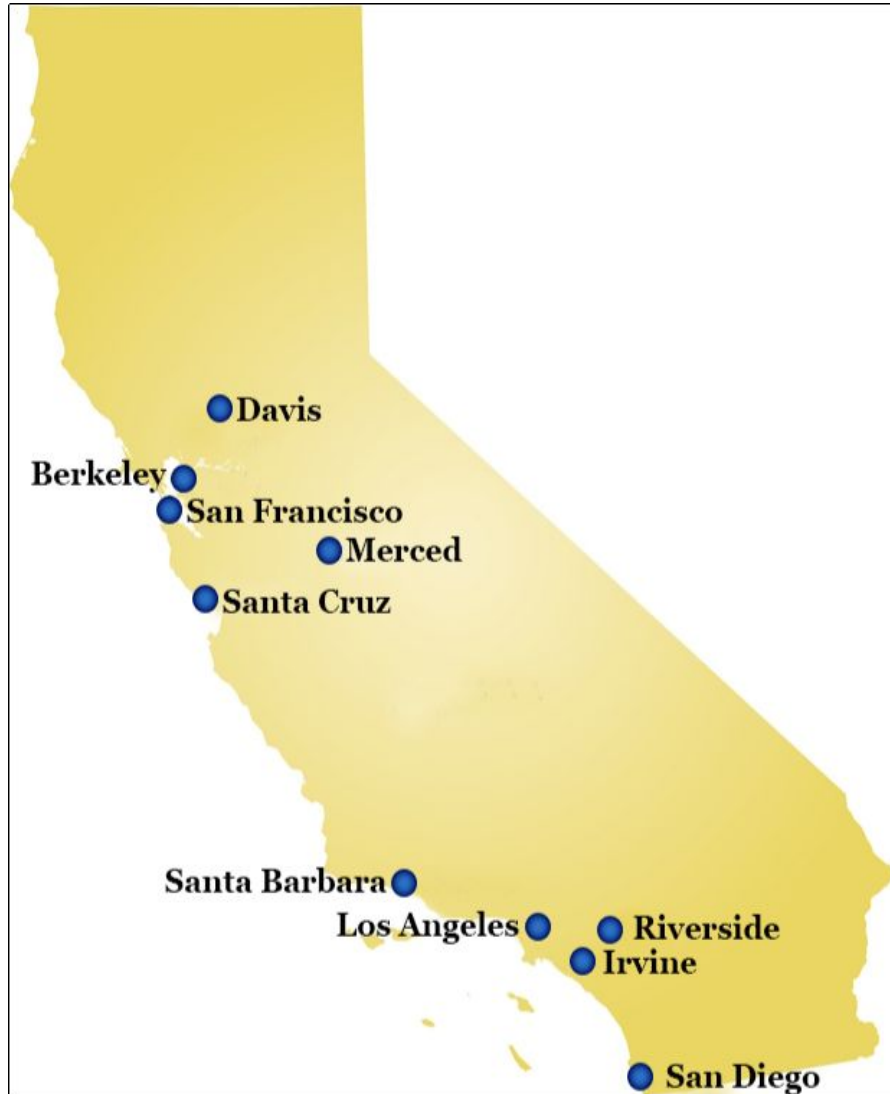 Davis
Berkeley
San Francisco
Merced
Santa Cruz
Santa Barbara
Los Angeles
Riverside
Irvine
San Diego